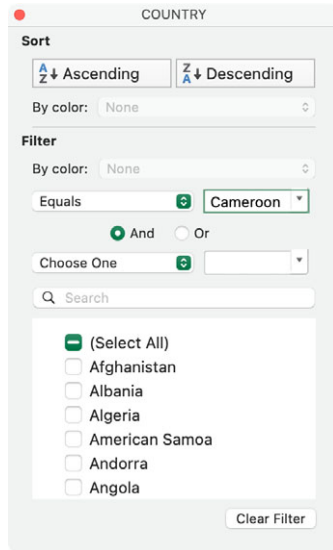 COUNTRY
Sort
A Z Ascending
Z A Descending
By color: None
Filter
By color: None
Equals Cameroon
And Or
Choose One
Search
(Select All)
Afghanistan
Albania
Algeria
American Samoa
Andorra
Angola
Clear Filter